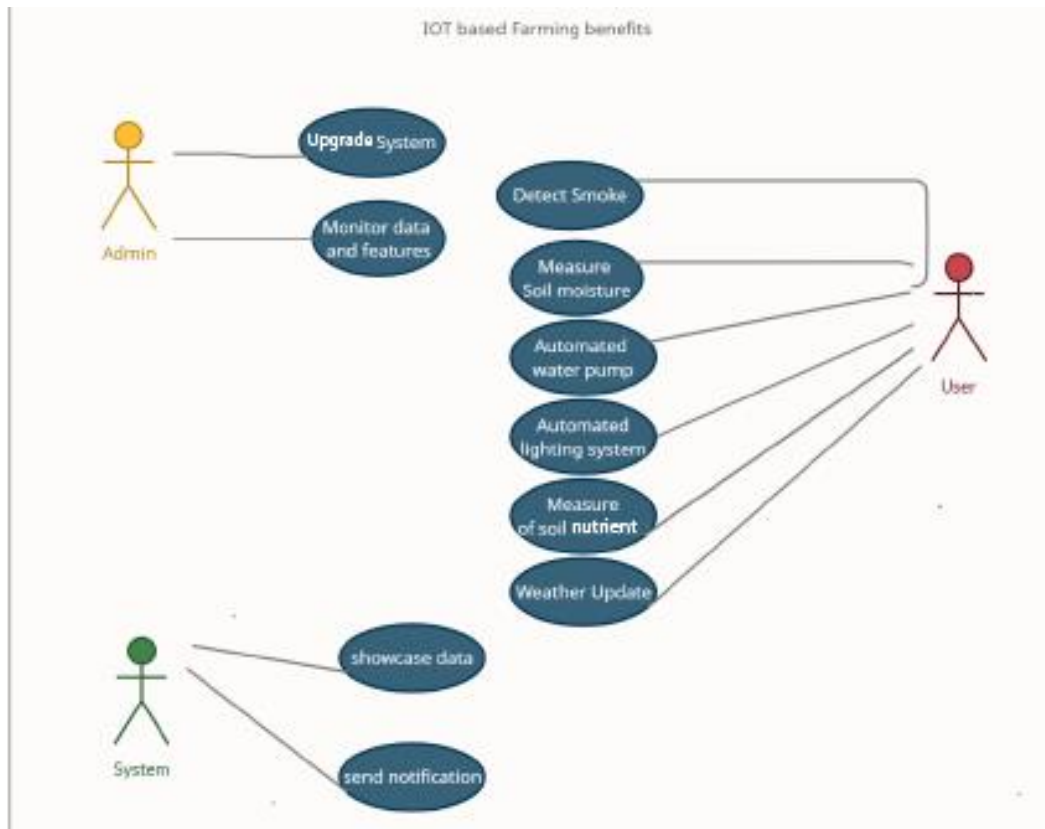 IOT based Farming benefits
Upgrade System
Monitor data
and features
Admin
Detect Smoke
Measure
Soil moisture
Automated
water pump
Automated
lighting system
Measure
of soil nutrient
Weather Update
User
showcase data
send notification
System